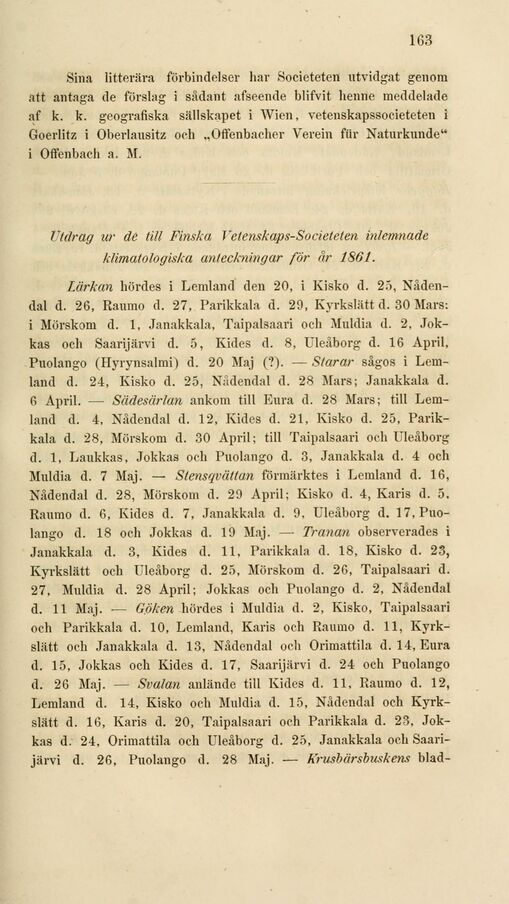 163
Sina litterära förbindelser har Societeten utvidgat genom
att antaga de förslag i sådant afseende blifvit henne meddelade
af k. k. geografiska sällskapet i Wien, vetenskapssocieteten i
Goerlitz i Oberlausitz och „Offenbacher Verein für Naturkunde“
i Offenbach a. M.
Utdrag ur de till Finska Vetenskaps-Societeten inlemnade
klimatologiska anteckningar för år 1861.
Lärkan hördes i Lemland den 20, i Kisko d. 25, Nåden-
dal d. 26, Raumo d. 27, Parikkala d. 29, Kyrkslätt d. 30 Mars:
i Mörskom d. 1, Janakkala, Taipalsaari och Muldia d. 2, Jok-
kas och Saarijärvi d. 5, Kides d. 8, Uleåborg d. 16 April,
Puolango (Hyrynsalmi) d. 20 Maj (?). — Starar sågos i Lem-
land d. 24, Kisko d. 25, Nådendal d. 28 Mars; Janakkala d.
6 April. — Sädesärlan ankom till Eura d. 28 Mars; till Lem-
land d. 4, Nådendal d. 12, Kides d. 21, Kisko d. 25, Parik-
kala d. 28, Mörskom d. 30 April; till Taipalsaari och Uleåborg
d. 1, Laukkas, Jokkas och Puolango d. 3, Janakkala d. 4 och
Muldia d. 7 Maj. — Stensqvättan förmärktes i Lemland d. 16,
Nådendal d. 28, Mörskom d. 29 April; Kisko d. 4, Karis d. 5,
Raumo d. 6, Kides d. 7, Janakkala d. 9, Uleåborg d. 17, Puo-
lango d. 18 och Jokkas d. 19 Maj. — Tranan observerades i
Janakkala d. 3, Kides d. 11, Parikkala d. 18, Kisko d. 23,
Kyrkslätt och Uleåborg d. 25, Mörskom d. 26, Taipalsaari d.
27, Muldia d. 28 April; Jokkas och Puolango d. 2, Nådendal
d. 11 Maj. — Göken hördes i Muldia d. 2, Kisko, Taipalsaari
och Parikkala d. 10, Lemland, Karis och Raumo d. 11, Kyrk-
slätt och Janakkala d. 13, Nådendal och Orimattila d. 14, Eura
d. 15, Jokkas och Kides d. 17, Saarijärvi d. 24 och Puolango
d. 26 Maj. — Svalan anlände till Kides d. 11, Raumo d. 12,
Lemland d. 14, Kisko och Muldia d. 15, Nådendal och Kyrk-
slätt d. 16, Karis d. 20, Taipalsaari och Parikkala d. 23, Jok-
kas d. 24, Orimattila och Uleåborg d. 25, Janakkala och Saari-
järvi d. 26, Puolango d. 28 Maj. — Krusbärsbuskens blad-